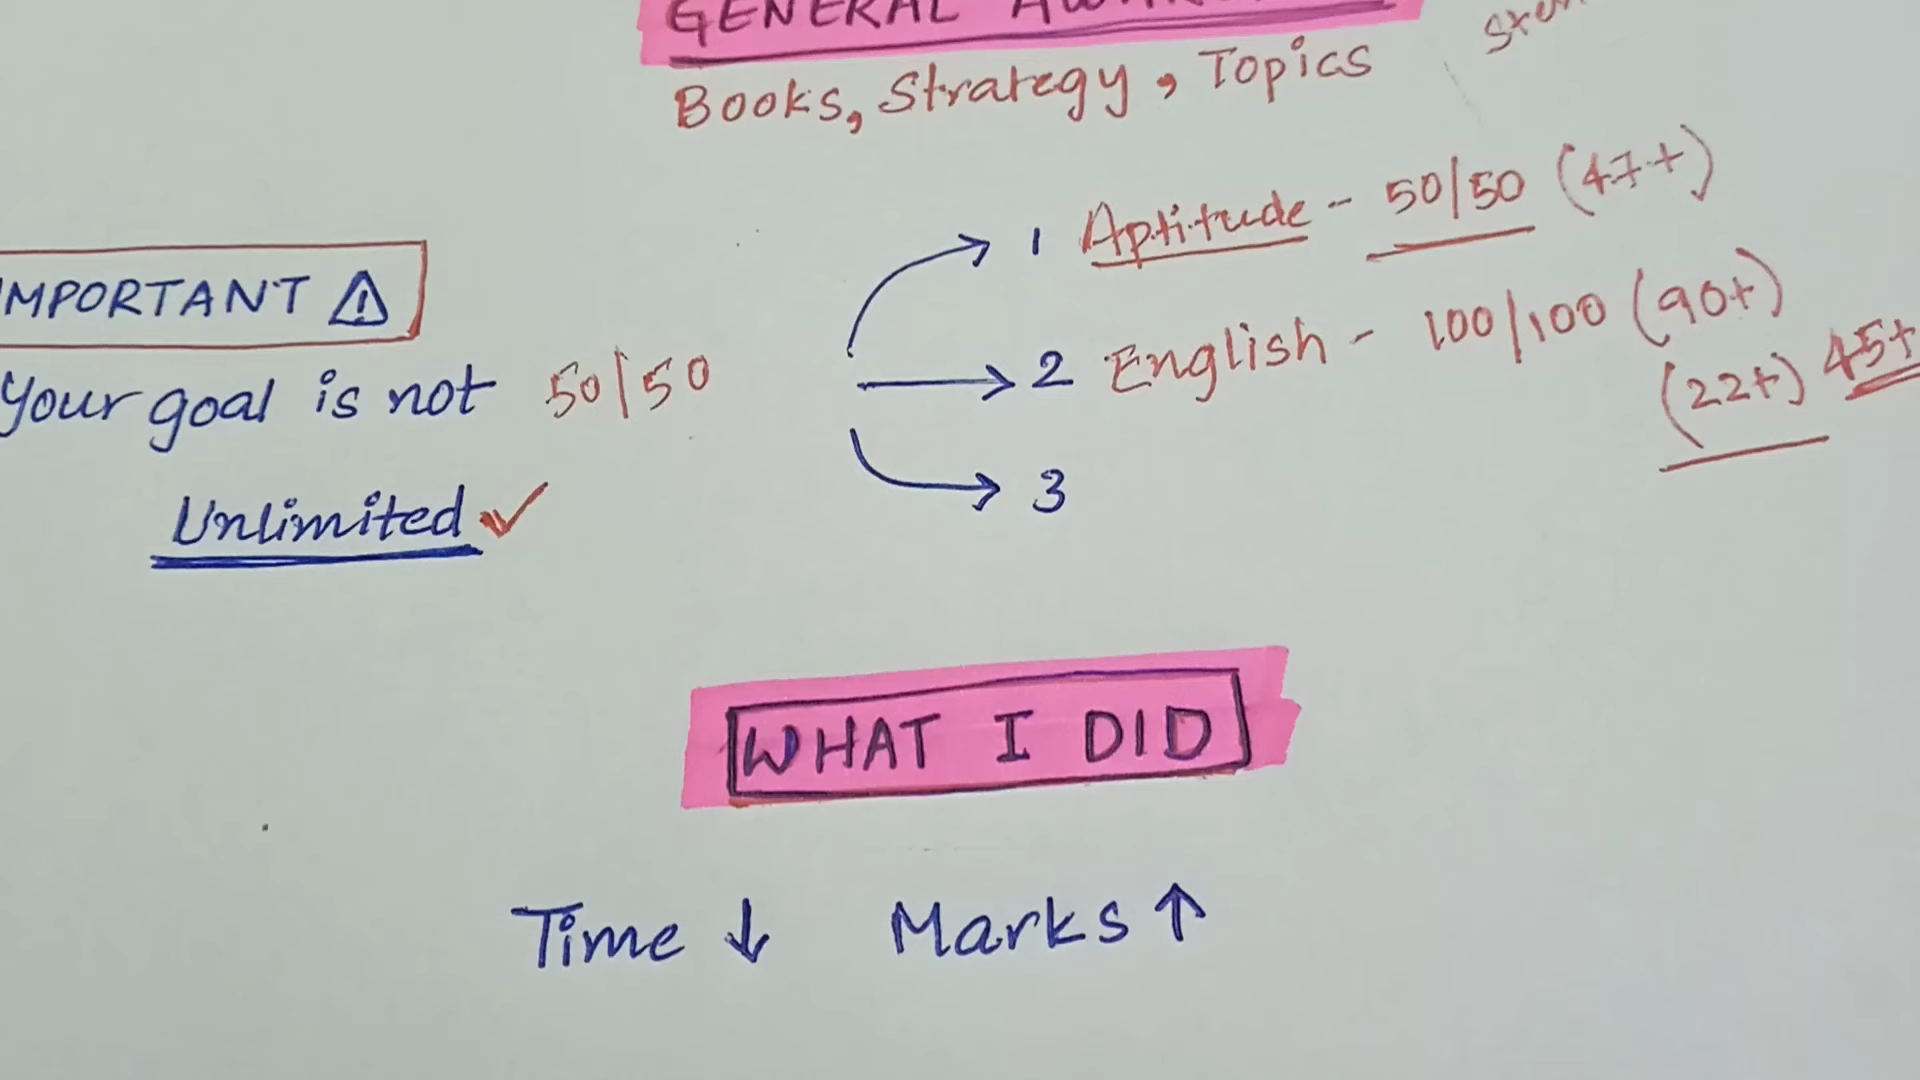 GENERAL
Books, Strategy, Topics
IMPORTANT
Your goal is not 50/50
Unlimited
1 Aptitude - 50/50 (47+)
2 English - 100/100 (90+)
(22+) 45+
3
WHAT I DID
Time ↓ Marks ↑